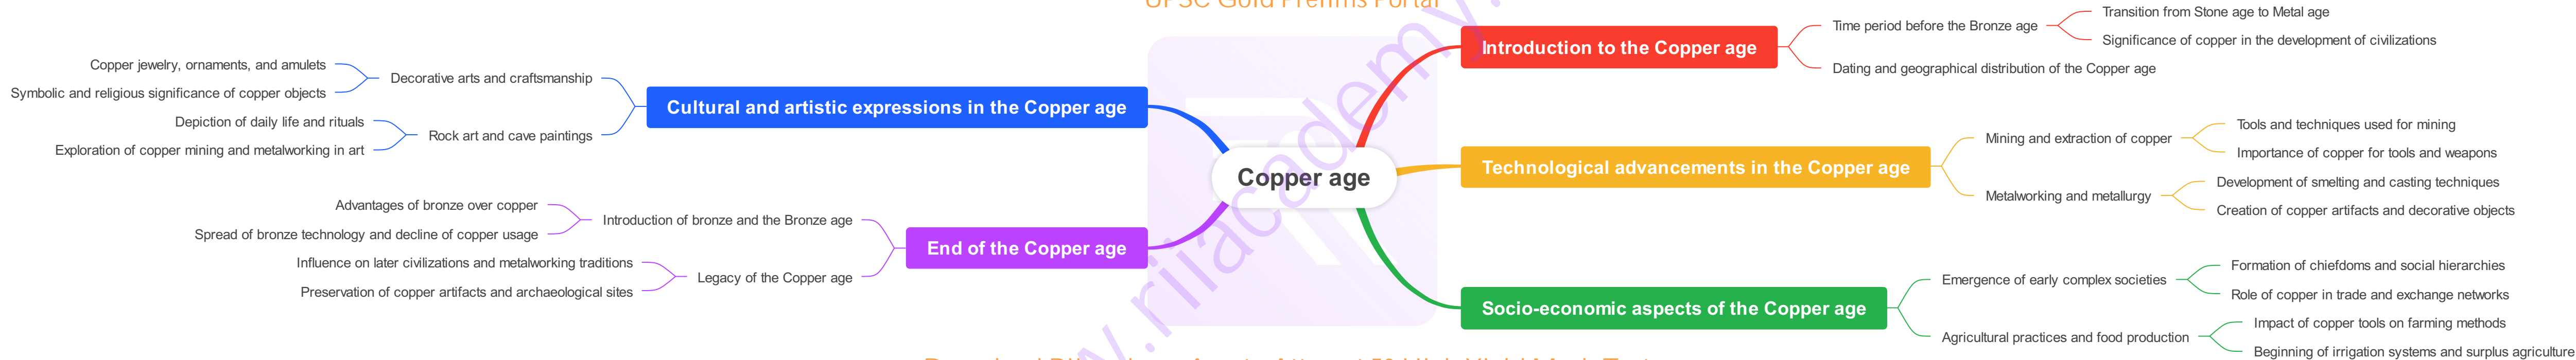 UPSC Gold Prelims Portal
Copper age
Introduction to the Copper age
Time period before the Bronze age
Transition from Stone age to Metal age
Significance of copper in the development of civilizations
Dating and geographical distribution of the Copper age
Technological advancements in the Copper age
Mining and extraction of copper
Tools and techniques used for mining
Importance of copper for tools and weapons
Metalworking and metallurgy
Development of smelting and casting techniques
Creation of copper artifacts and decorative objects
Socio-economic aspects of the Copper age
Emergence of early complex societies
Formation of chiefdoms and social hierarchies
Role of copper in trade and exchange networks
Agricultural practices and food production
Impact of copper tools on farming methods
Beginning of irrigation systems and surplus agriculture
Cultural and artistic expressions in the Copper age
Decorative arts and craftsmanship
Copper jewelry, ornaments, and amulets
Symbolic and religious significance of copper objects
Rock art and cave paintings
Depiction of daily life and rituals
Exploration of copper mining and metalworking in art
End of the Copper age
Introduction of bronze and the Bronze age
Advantages of bronze over copper
Spread of bronze technology and decline of copper usage
Legacy of the Copper age
Influence on later civilizations and metalworking traditions
Preservation of copper artifacts and archaeological sites